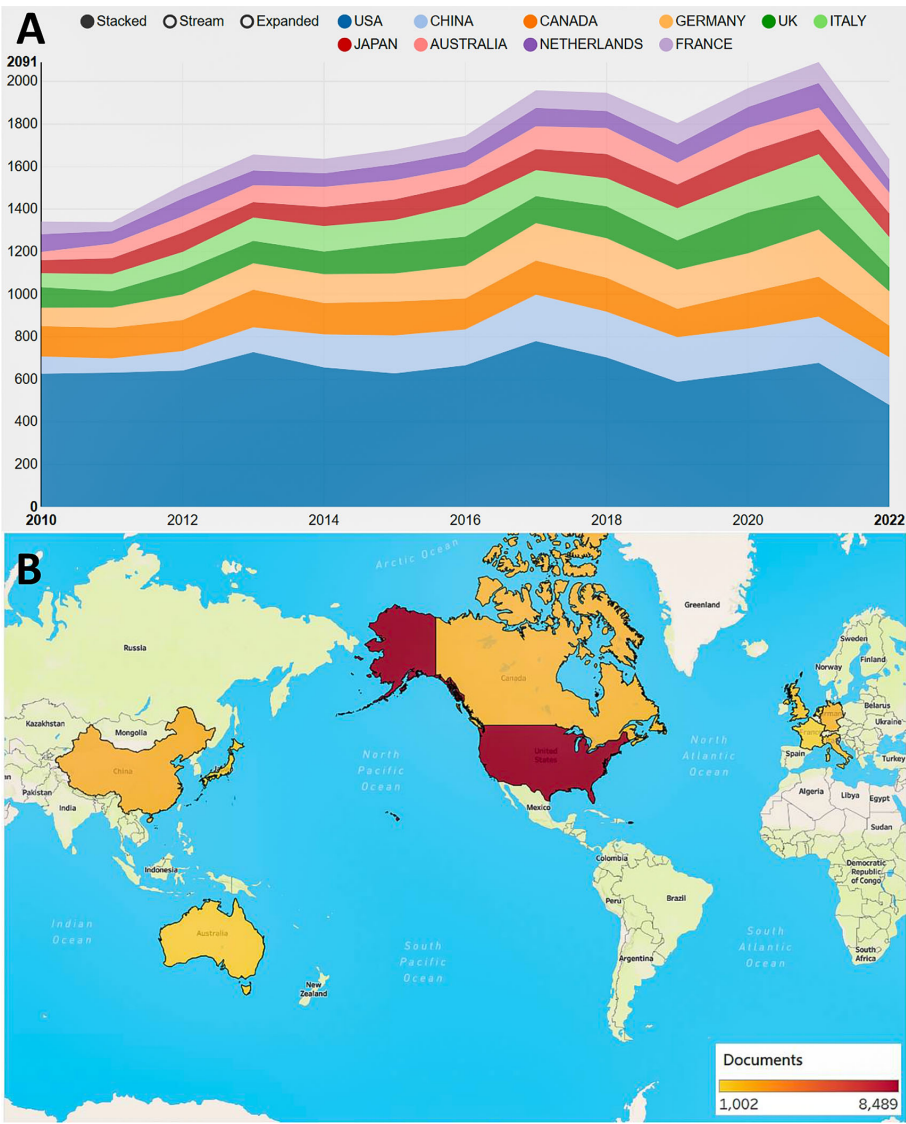 A
Stacked Stream Expanded USA CHINA CANADA GERMANY UK ITALY
JAPAN AUSTRALIA NETHERLANDS FRANCE
2091
2000
1800
1600
1400
1200
1000
800
600
400
200
0
2010 2012 2014 2016 2018 2020 2022
B
Arctic Ocean
Greenland
Russia
Sweden
Norway
Finland
Canada
Belarus
Kazakhstan
Ukraine
Mongolla
North
Pacific
Ocean
North
Atlantic
Ocean
United
States
Spain
Turkey
China
Pakistan
India
Mexico
Algeria
Libya
Egypt
Sudan
Colombia
Indonesia
Democratic
Republic
of Congo
Peru
Brazil
Indian
Ocean
Australia
South
Pacific
Ocean
South
Atlantic
Ocean
South
Africa
Argentina
New
Zealand
Documents
1,002 8,489